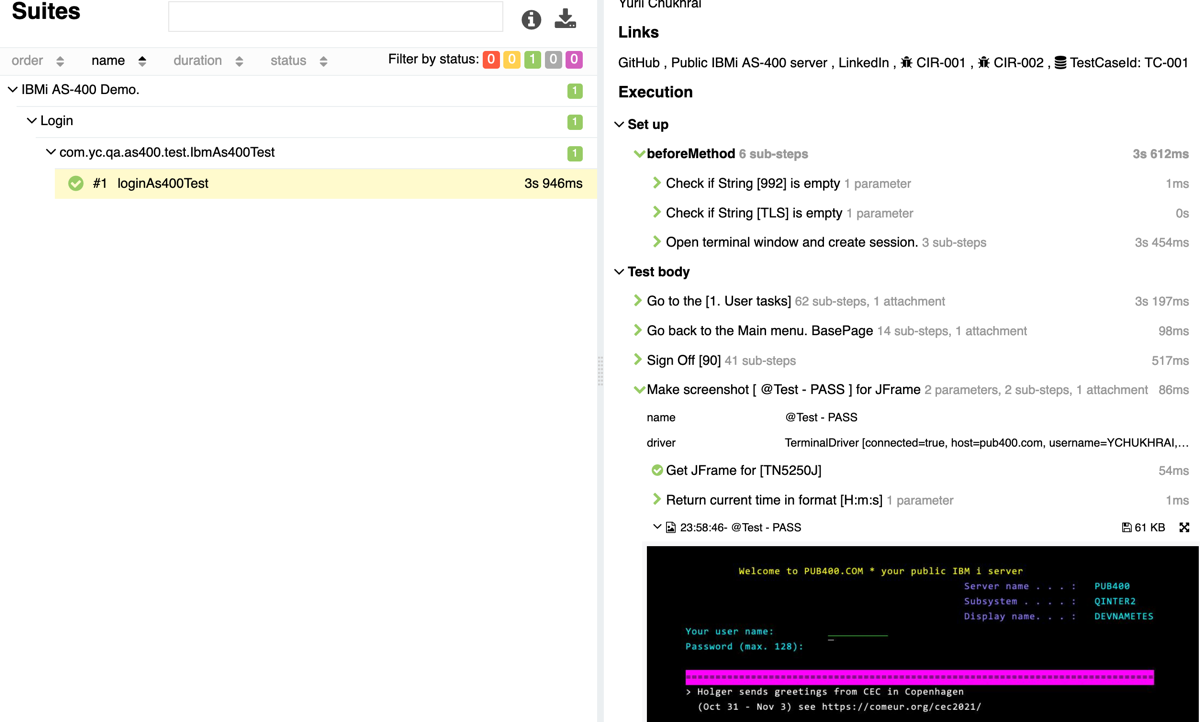 Suites
Filter by status: 0 0 1 0 0
order name duration status
IBMi AS-400 Demo. 1
Login 1
com.yc.qa.as400.test.IbmAs400Test 1
#1 loginAs400Test 3s 946ms
Yurii Chukhrai
Links
GitHub , Public IBMi AS-400 server , LinkedIn , CIR-001 , CIR-002 , TestCaseId: TC-001
Execution
Set up
beforeMethod 6 sub-steps 3s 612ms
Check if String [992] is empty 1 parameter 1ms
Check if String [TLS] is empty 1 parameter 0s
Open terminal window and create session. 3 sub-steps 3s 454ms
Test body
Go to the [1. User tasks] 62 sub-steps, 1 attachment 3s 197ms
Go back to the Main menu. BasePage 14 sub-steps, 1 attachment 98ms
Sign Off [90] 41 sub-steps 517ms
Make screenshot [ @Test - PASS ] for JFrame 2 parameters, 2 sub-steps, 1 attachment 86ms
name @Test - PASS
driver TerminalDriver [connected=true, host=pub400.com, username=YCHUKHRAI,...
Get JFrame for [TN5250J] 54ms
Return current time in format [H:m:s] 1 parameter 1ms
23:58:46- @Test - PASS 61 KB
Welcome to PUB400.COM * your public IBM i server
Server name . . . : PUB400
Subsystem . . . . : QINTER2
Display name. . . : DEVNAMETES
Your user name:
Password (max. 128):
> Holger sends greetings from CEC in Copenhagen
(Oct 31 - Nov 3) see https://comeur.org/cec2021/